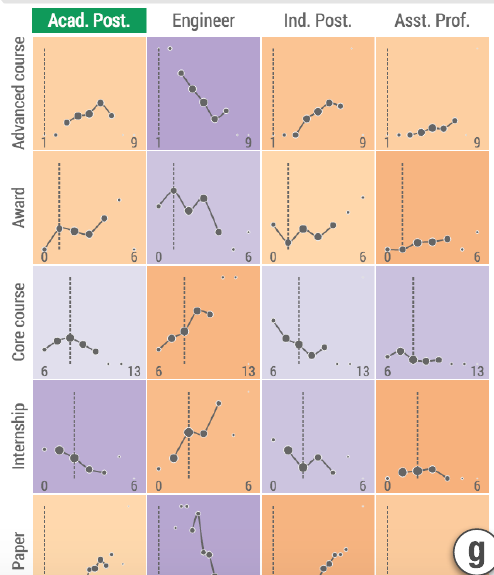 Acad. Post. Engineer Ind. Post. Asst. Prof.
Advanced course
1 9 1 9 1 9 1 9
Award
0 6 0 6 0 6 0 6
Core course
6 13 6 13 6 13 6 13
Internship
0 6 0 6 0 6 0 6
Paper
g